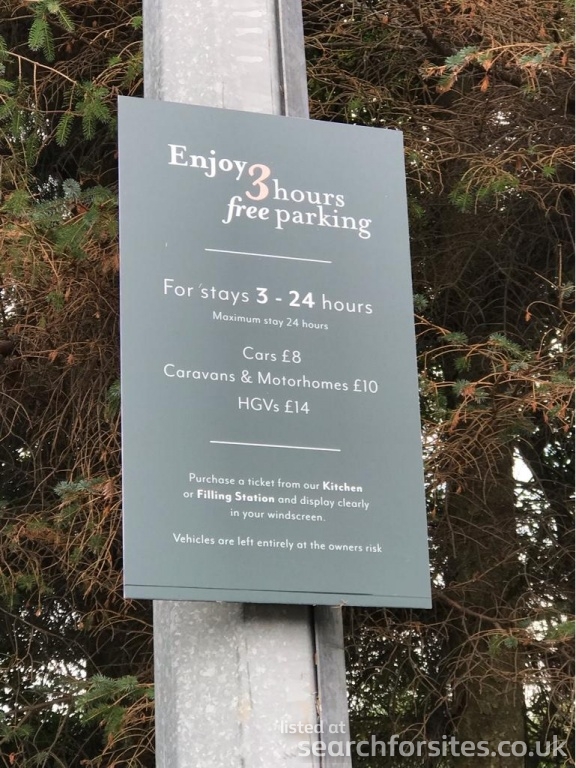 Enjoy 3 hours
free parking
For stays 3 - 24 hours
Maximum stay 24 hours
Cars £8
Caravans & Motorhomes £10
HGVs £14
Purchase a ticket from our Kitchen
or Filling Station and display clearly
in your windscreen.
Vehicles are left entirely at the owners risk
listed at
searchforsites.co.uk